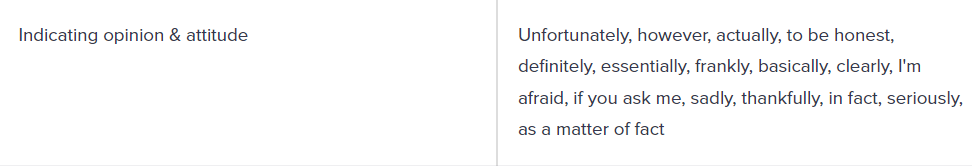 Indicating opinion & attitude
Unfortunately, however, actually, to be honest,
definitely, essentially, frankly, basically, clearly, I'm
afraid, if you ask me, sadly, thankfully, in fact, seriously,
as a matter of fact